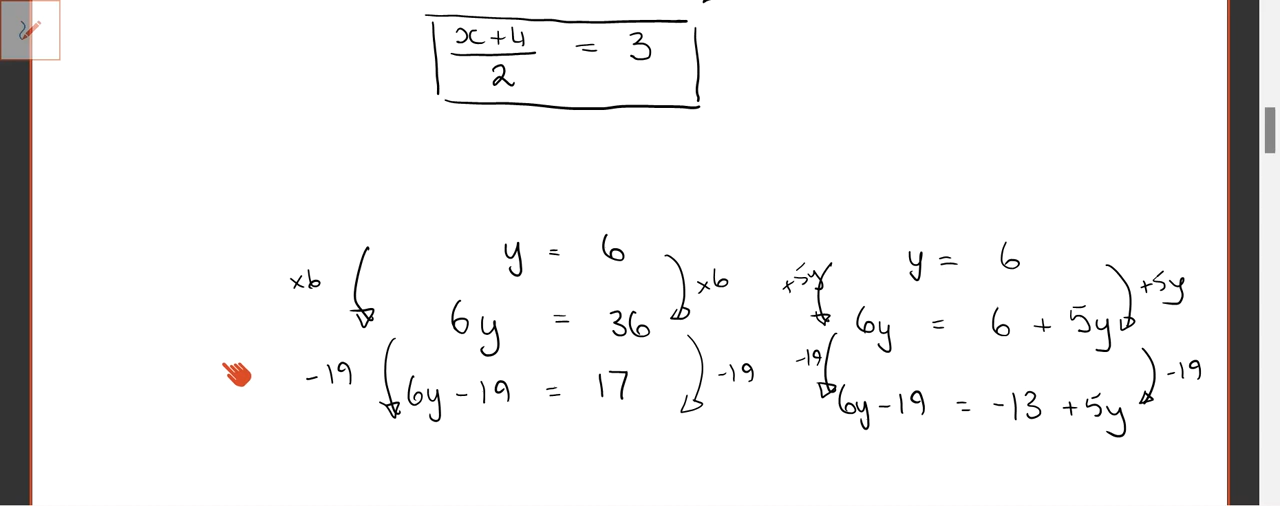 x+4
2
= 3
y = 6
×6 ×6
6y = 36
-19 -19
6y - 19 = 17
y = 6
+5y +5y
6y = 6 + 5y
-19 -19
6y - 19 = -13 + 5y